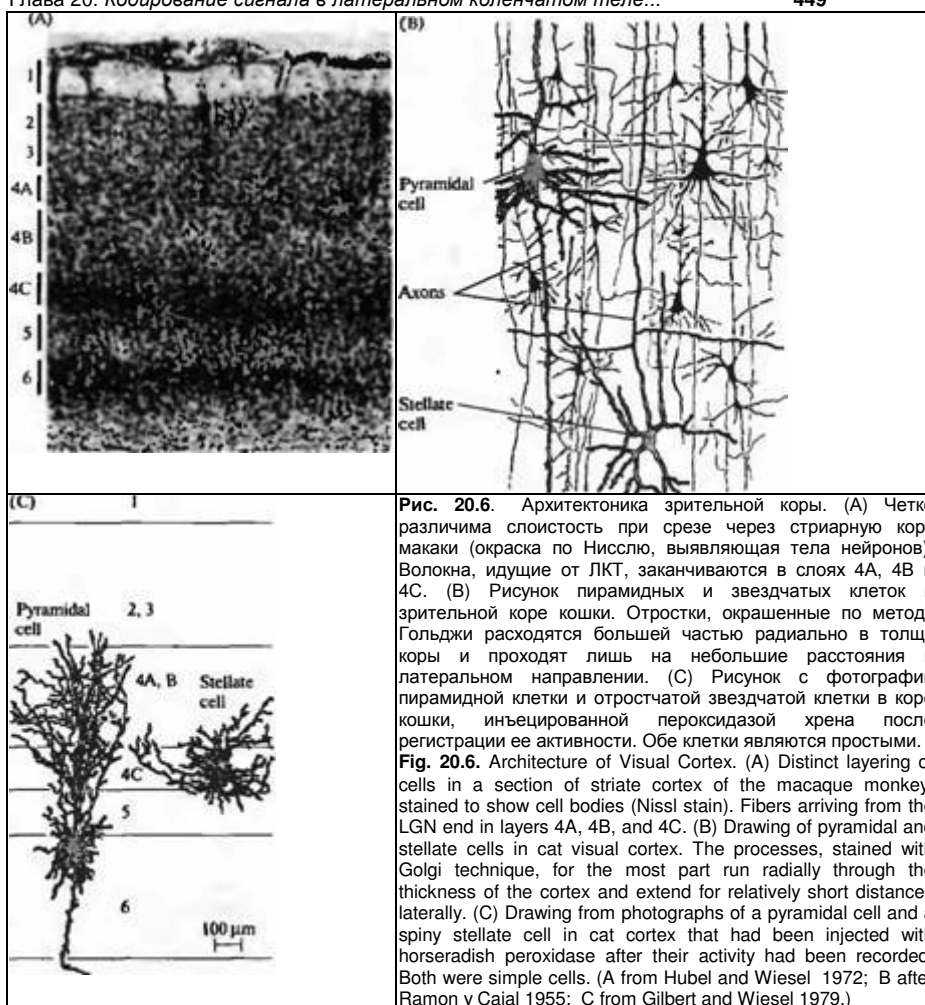 Глава 20. Кодирование сигнала в латеральном коленчатом теле... 449
(A)
1
2
3
4A
4B
4C
5
6
(B)
Pyramidal
cell
Axons
Stellate
cell
(C)
1
Pyramidal
cell
2, 3
4A, B
Stellate
cell
4C
5
6
100 µm
Рис. 20.6. Архитектоника зрительной коры. (А) Четк
различима слоистость при срезе через стриарную кор
макаки (окраска по Нисслю, выявляющая тела нейронов)
Волокна, идущие от ЛКТ, заканчиваются в слоях 4А, 4В
4С. (В) Рисунок пирамидных и звездчатых клеток
зрительной коре кошки. Отростки, окрашенные по метод
Гольджи расходятся большей частью радиально в толщ
коры и проходят лишь на небольшие расстояния
латеральном направлении. (С) Рисунок с фотографи
пирамидной клетки и отростчатой звездчатой клетки в кор
кошки, инъецированной пероксидазой хрена посл
регистрации ее активности. Обе клетки являются простыми.
Fig. 20.6. Architecture of Visual Cortex. (A) Distinct layering o
cells in a section of striate cortex of the macaque monkey
stained to show cell bodies (Nissl stain). Fibers arriving from the
LGN end in layers 4A, 4B, and 4C. (B) Drawing of pyramidal and
stellate cells in cat visual cortex. The processes, stained with
Golgi technique, for the most part run radially through the
thickness of the cortex and extend for relatively short distance
laterally. (C) Drawing from photographs of a pyramidal cell and a
spiny stellate cell in cat cortex that had been injected with
horseradish peroxidase after their activity had been recorded
Both were simple cells. (A from Hubel and Wiesel 1972; B afte
Ramon y Cajal 1955; C from Gilbert and Wiesel 1979.)